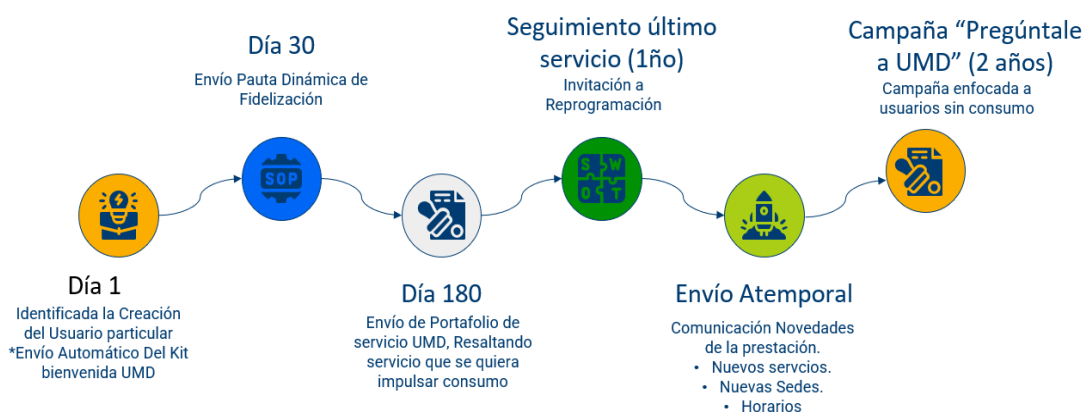 Día 1
Identificada la Creación
del Usuario particular
*Envío Automático Del Kit
bienvenida UMD
Día 30
Envío Pauta Dinámica de
Fidelización
SOP
Día 180
Envío de Portafolio de
servicio UMD, Resaltando
servicio que se quiera
impulsar consumo
Seguimiento último
servicio (1ño)
Invitación a
Reprogramación
S W
O T
Envío Atemporal
Comunicación Novedades
de la prestación.
• Nuevos servcios.
• Nuevas Sedes.
• Horarios
Campaña “Pregúntale
a UMD” (2 años)
Campaña enfocada a
usuarios sin consumo